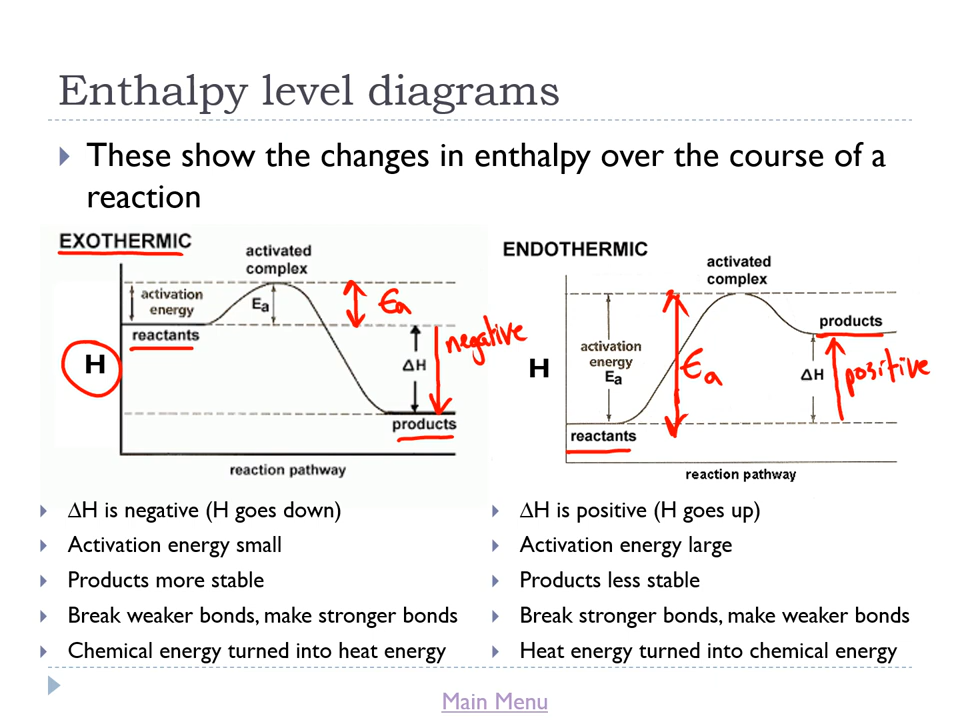 Enthalpy level diagrams
These show the changes in enthalpy over the course of a
reaction
EXOTHERMIC
activated
complex
activation
energy
Ea
Ea
reactants
negative
H
ΔH
products
reaction pathway
ENDOTHERMIC
activated
complex
products
activation
energy
Ea
Ea
H
ΔH
positive
reactants
reaction pathway
∆H is negative (H goes down)
Activation energy small
Products more stable
Break weaker bonds, make stronger bonds
Chemical energy turned into heat energy
∆H is positive (H goes up)
Activation energy large
Products less stable
Break stronger bonds, make weaker bonds
Heat energy turned into chemical energy
Main Menu